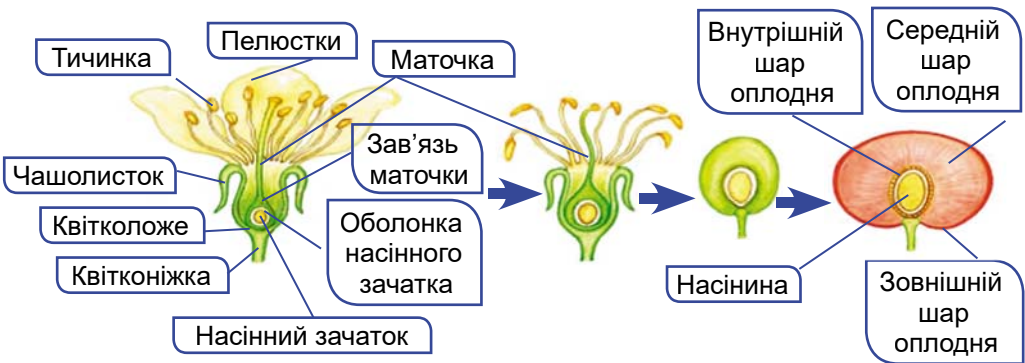 Тичинка
Пелюстки
Маточка
Чашолисток
Зав’язь
маточки
Квітколоже
Квітконіжка
Оболонка
насінного
зачатка
Насінний зачаток
Внутрішній
шар
оплодня
Середній
шар
оплодня
Насінина
Зовнішній
шар
оплодня